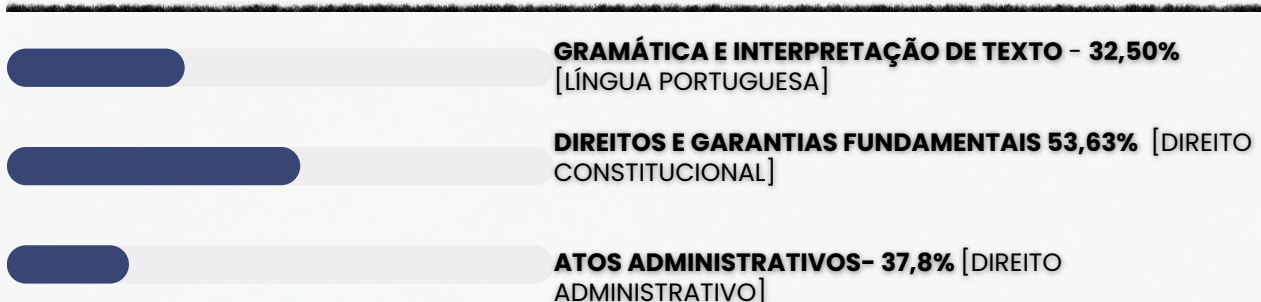 GRAMÁTICA E INTERPRETAÇÃO DE TEXTO - 32,50%
[LÍNGUA PORTUGUESA]
DIREITOS E GARANTIAS FUNDAMENTAIS 53,63% [DIREITO
CONSTITUCIONAL]
ATOS ADMINISTRATIVOS- 37,8% [DIREITO
ADMINISTRATIVO]